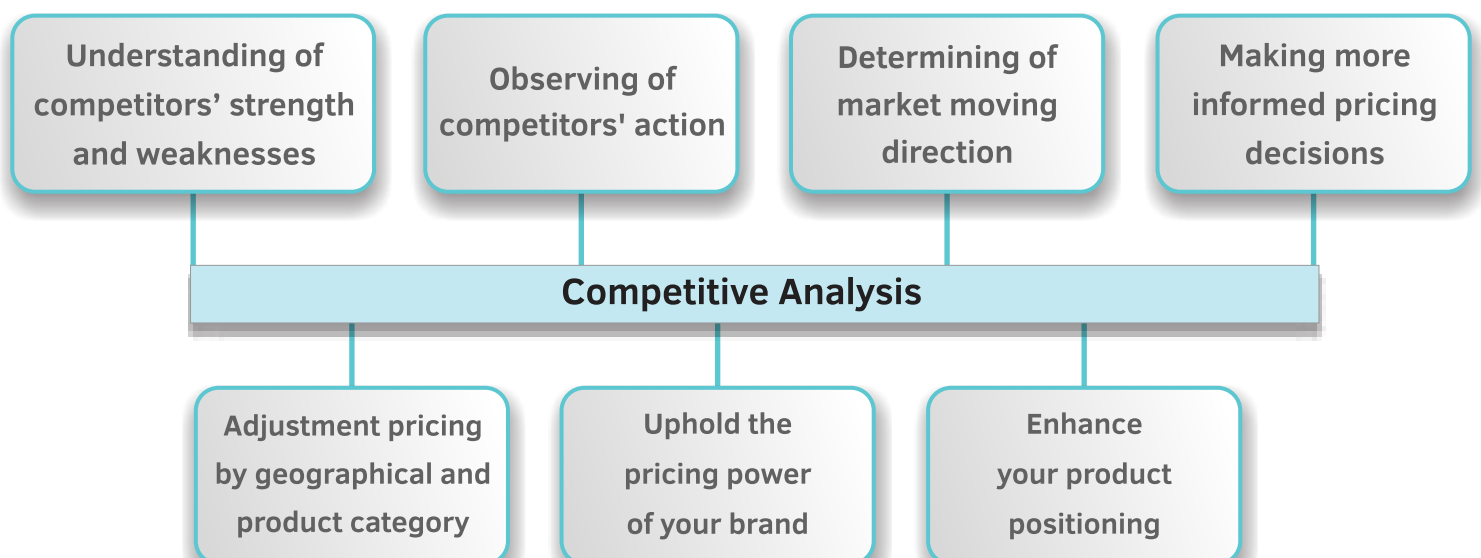 Understanding of
competitors’ strength
and weaknesses
Observing of
competitors' action
Determining of
market moving
direction
Making more
informed pricing
decisions
Competitive Analysis
Adjustment pricing
by geographical and
product category
Uphold the
pricing power
of your brand
Enhance
your product
positioning